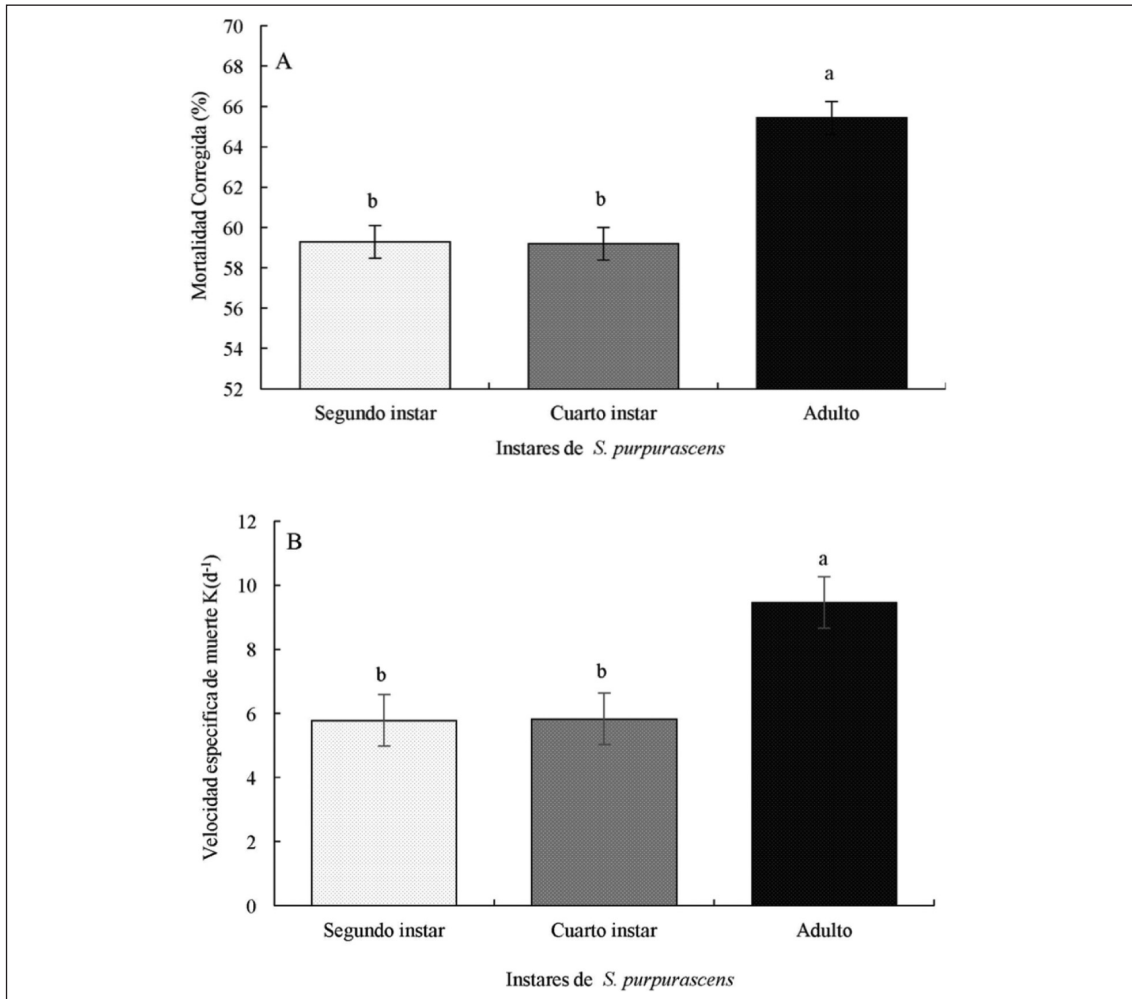 A
Mortalidad Corregida (%)
70
68
66
64
62
60
58
56
54
52
b
b
a
Segundo instar
Cuarto instar
Adulto
Instares de S. purpurascens
B
Velocidad especifica de muerte K(d-1)
12
10
8
6
4
2
0
b
b
a
Segundo instar
Cuarto instar
Adulto
Instares de S. purpurascens